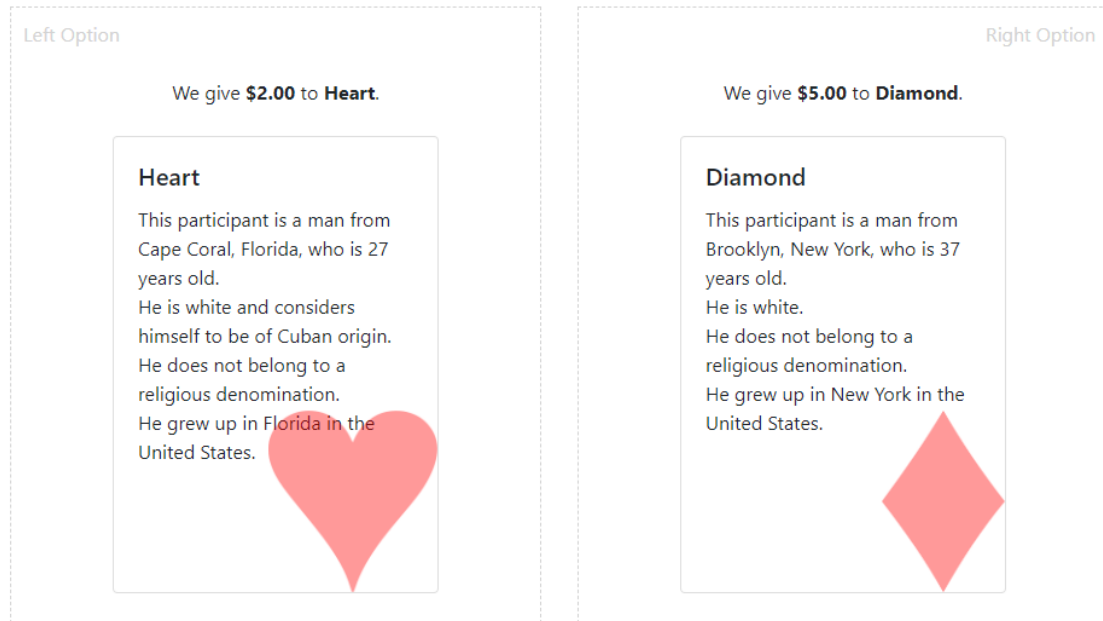 Left Option
We give $2.00 to Heart.
Heart
This participant is a man from
Cape Coral, Florida, who is 27
years old.
He is white and considers
himself to be of Cuban origin.
He does not belong to a
religious denomination.
He grew up in Florida in the
United States.
Right Option
We give $5.00 to Diamond.
Diamond
This participant is a man from
Brooklyn, New York, who is 37
years old.
He is white.
He does not belong to a
religious denomination.
He grew up in New York in the
United States.